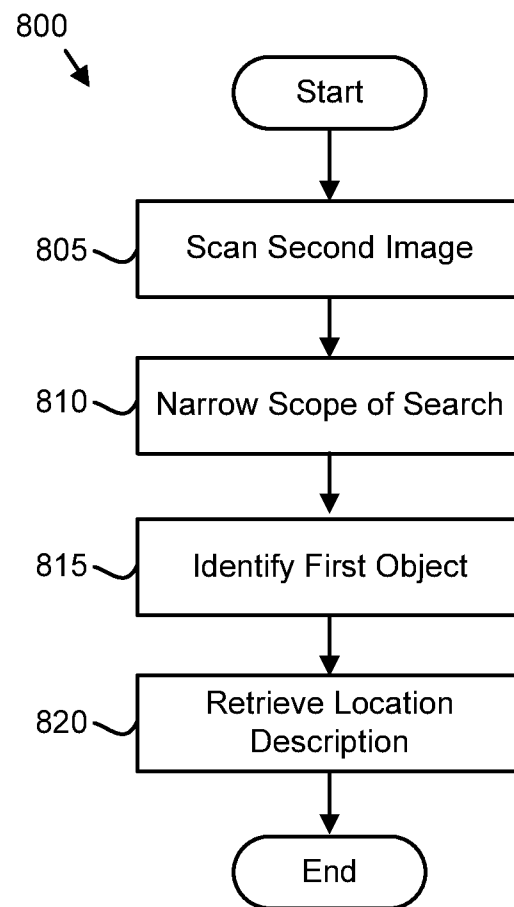 800
Start
805
Scan Second Image
810
Narrow Scope of Search
815
Identify First Object
820
Retrieve Location
Description
End